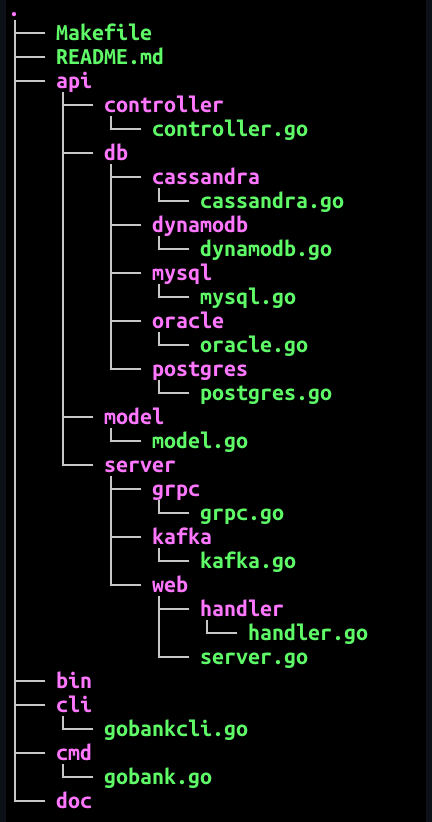 .
Makefile
README.md
api
controller
controller.go
db
cassandra
cassandra.go
dynamodb
dynamodb.go
mysql
mysql.go
oracle
oracle.go
postgres
postgres.go
model
model.go
server
grpc
grpc.go
kafka
kafka.go
web
handler
handler.go
server.go
bin
cli
gobankcli.go
cmd
gobank.go
doc